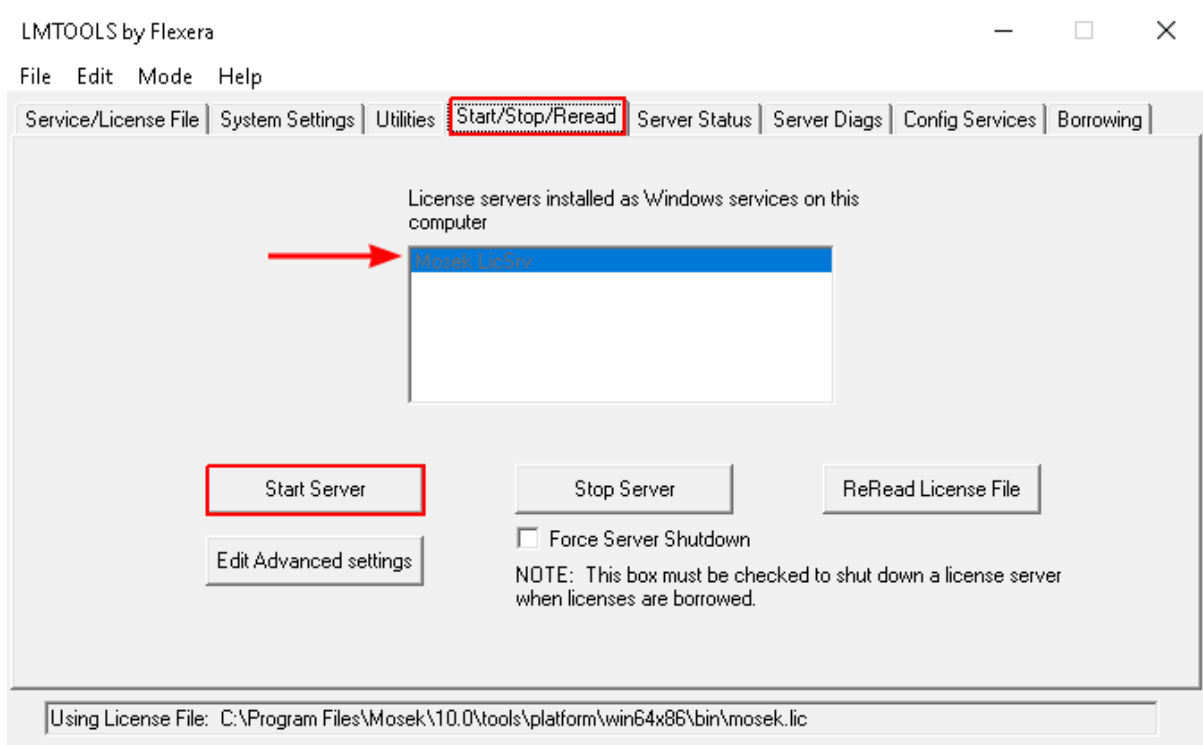 LMTOOLS by Flexera
File Edit Mode Help
Service/License File System Settings Utilities Start/Stop/Reread Server Status Server Diags Config Services Borrowing
License servers installed as Windows services on this
computer
Mosek LicSrv.
Start Server Stop Server ReRead License File
Force Server Shutdown
Edit Advanced settings
NOTE: This box must be checked to shut down a license server
when licenses are borrowed.
Using License File: C:\Program Files\Mosek\10.0\tools\platform\win64x86\bin\mosek.lic